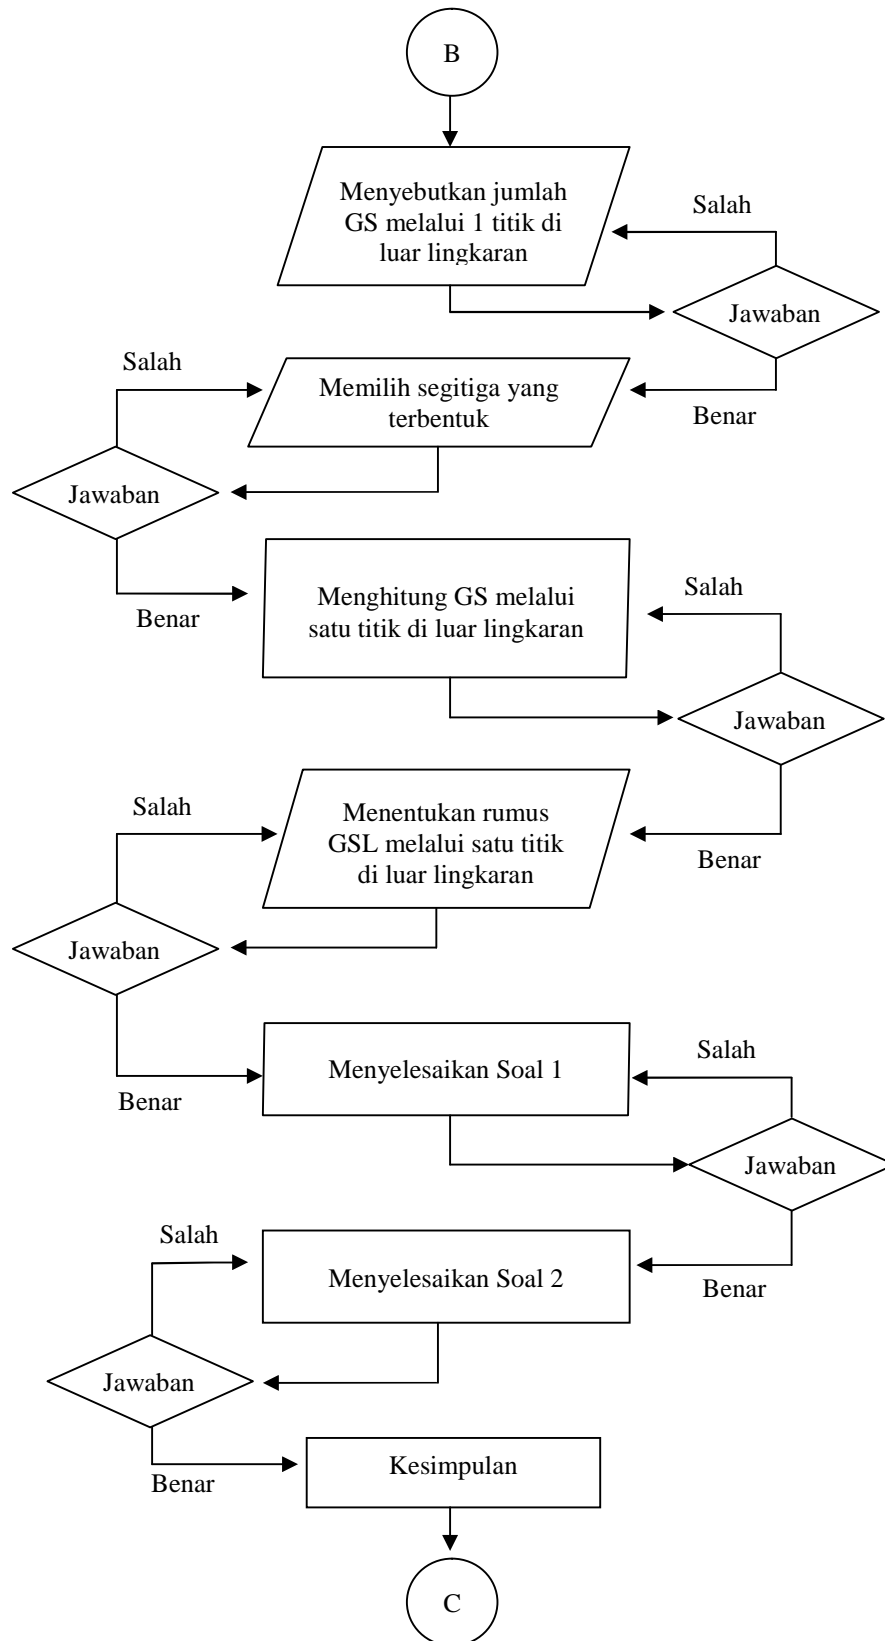 B
Menyebutkan jumlah
GS melalui 1 titik di
luar lingkaran
Salah
Jawaban
Benar
Salah
Memilih segitiga yang
terbentuk
Jawaban
Benar
Menghitung GS melalui
satu titik di luar lingkaran
Salah
Jawaban
Benar
Salah
Menentukan rumus
GSL melalui satu titik
di luar lingkaran
Jawaban
Benar
Menyelesaikan Soal 1
Salah
Jawaban
Benar
Salah
Menyelesaikan Soal 2
Jawaban
Benar
Kesimpulan
C